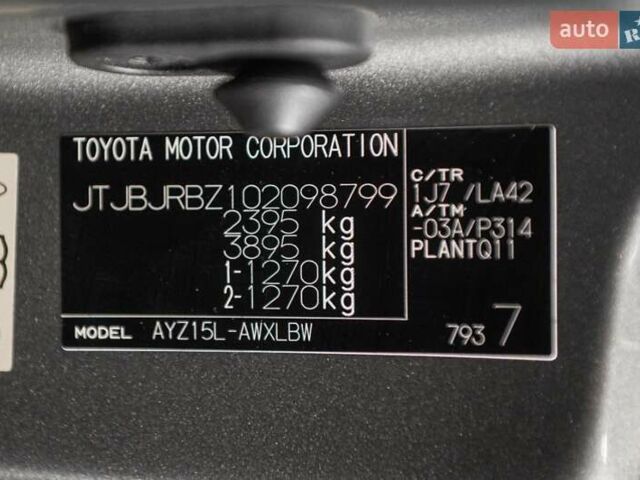 auto
R
TOYOTA MOTOR CORPORATION
JTJBJRBZ102098799
2395 kg
3895 kg
1-1270kg
2-1270kg
C/TR
1J7 /LA42
A/TM
-03A/P314
PLANTQ11
MODEL AYZ15L-AWXLBW
793 7